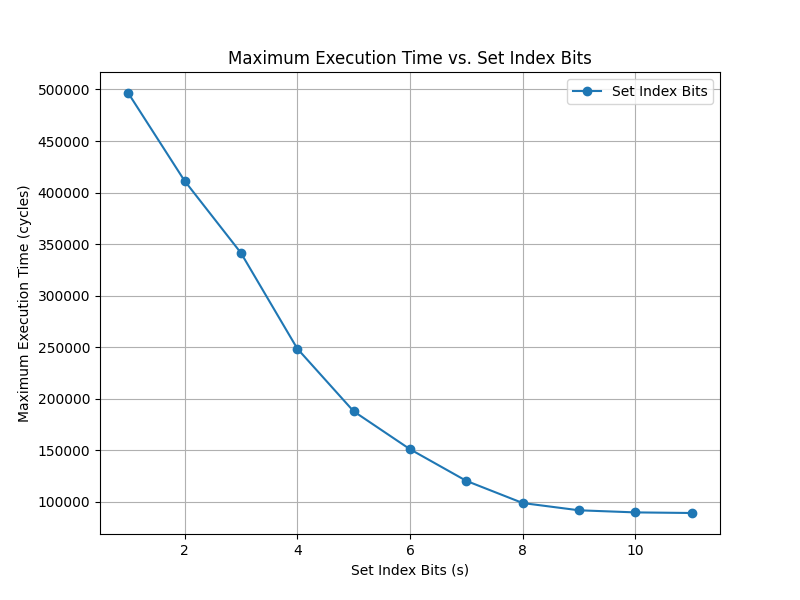 Maximum Execution Time vs. Set Index Bits
Set Index Bits
500000
450000
400000
350000
300000
250000
200000
150000
100000
Maximum Execution Time (cycles)
2 4 6 8 10
Set Index Bits (s)